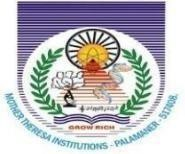 GROW RICH
MOTHER THERESA INSTITUTIONS - PALAMANER - 517408.